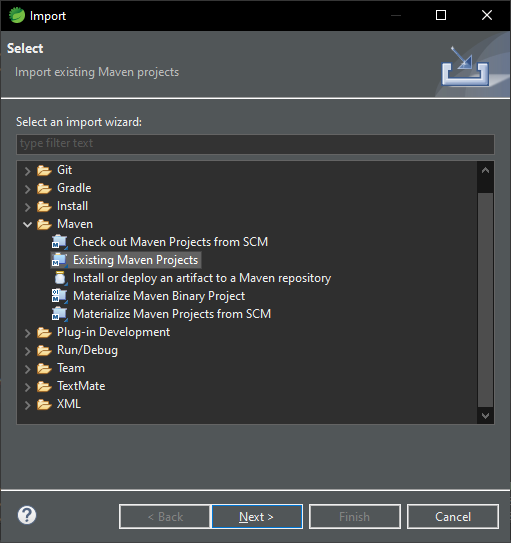 Import
Select
Import existing Maven projects
Select an import wizard:
type filter text
Git
Gradle
Install
Maven
Check out Maven Projects from SCM
Existing Maven Projects
Install or deploy an artifact to a Maven repository
Materialize Maven Binary Project
Materialize Maven Projects from SCM
Plug-in Development
Run/Debug
Team
TextMate
XML
? < Back Next > Finish Cancel